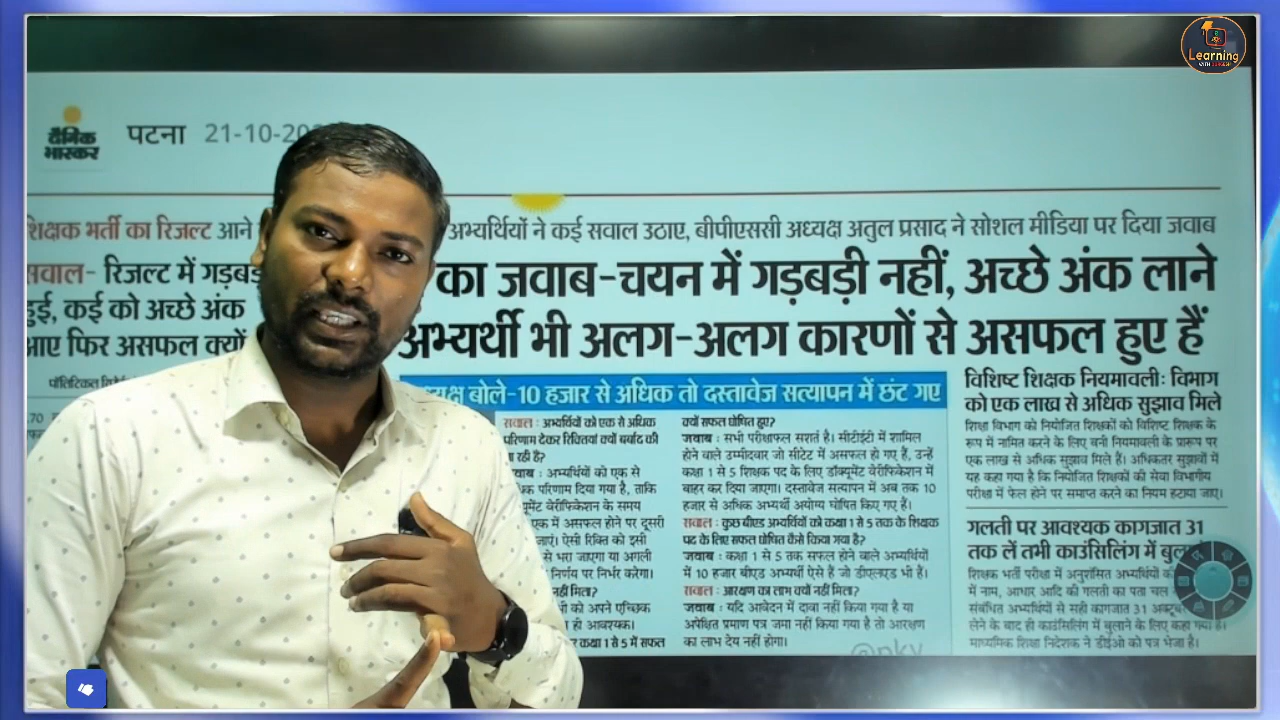 Learning
दैनिक
भास्कर
पटना 21-10-20
शिक्षक भर्ती का रिजल्ट आने
अभ्यर्थियों ने कई सवाल उठाए, बीपीएससी अध्यक्ष अतुल प्रसाद ने सोशल मीडिया पर दिया जवाब
सवाल- रिजल्ट में गड़बड़
हुई, कई को अच्छे अंक
आए फिर असफल क्यों
का जवाब-चयन में गड़बड़ी नहीं, अच्छे अंक लाने
अभ्यर्थी भी अलग-अलग कारणों से असफल हुए हैं
बोले-10 हजार से अधिक तो दस्तावेज सत्यापन में छंट गए
सवाल : अभ्यर्थियों को एक से अधिक
परिणाम देकर रिक्तियां क्यों बर्बाद की
जा रही है?
जवाब : अभ्यर्थियों को एक से
परिणाम दिया गया है, ताकि
वेरीफिकेशन के समय
एक में असफल होने पर दूसरी
जाएं। ऐसी रिक्ति को इसी
से भरा जाएगा या अगली
निर्णय पर निर्भर करेगा।
नहीं मिला?
को अपने एच्छिक
ही आवश्यक।
कक्षा 1 से 5 में सफल
क्यों सफल घोषित हुए?
जवाब : सभी परीक्षाफल सशर्त है। सीटीईटी में शामिल
होने वाले उम्मीदवार जो सीटेट में असफल हो गए हैं, उन्हें
कक्षा 1 से 5 शिक्षक पद के लिए डॉक्यूमेंट वेरीफिकेशन में
बाहर कर दिया जाएगा। दस्तावेज सत्यापन में अब तक 10
हजार से अधिक अभ्यर्थी अयोग्य घोषित किए गए हैं।
सवाल : कुछ बीएड अभ्यर्थियों को कक्षा 1 से 5 तक के शिक्षक
पद के लिए सफल घोषित कैसे किया गया है?
जवाब : कक्षा 1 से 5 तक सफल होने वाले अभ्यर्थियों
में 10 हजार बीएड अभ्यर्थी ऐसे हैं जो डीएलएड भी हैं।
सवाल : आरक्षण का लाभ क्यों नहीं मिला?
जवाब : यदि आवेदन में दावा नहीं किया गया है या
अपेक्षित प्रमाण पत्र जमा नहीं किया गया है तो आरक्षण
का लाभ देय नहीं होगा।
विशिष्ट शिक्षक नियमावली: विभाग
को एक लाख से अधिक सुझाव मिले
शिक्षा विभाग को नियोजित शिक्षकों को विशिष्ट शिक्षक के
रूप में नामित करने के लिए बनी नियमावली के प्रारूप पर
एक लाख से अधिक सुझाव मिले हैं। अधिकतर सुझावों में
यह कहा गया है कि नियोजित शिक्षकों की सेवा विभागीय
परीक्षा में फेल होने पर समाप्त करने का नियम हटाया जाए।
गलती पर आवश्यक कागजात 31
तक लें तभी काउंसिलिंग में
शिक्षक भर्ती परीक्षा में अनुशंसित अभ्यर्थियों
में नाम, आधार आदि की गलती का पता चल
संबंधित अभ्यर्थियों से सही कागजात 31
लेने के बाद ही काउंसिलिंग में बुलाने के लिए कहा गया है।
माध्यमिक शिक्षा निदेशक ने डीईओ को पत्र भेजा है।